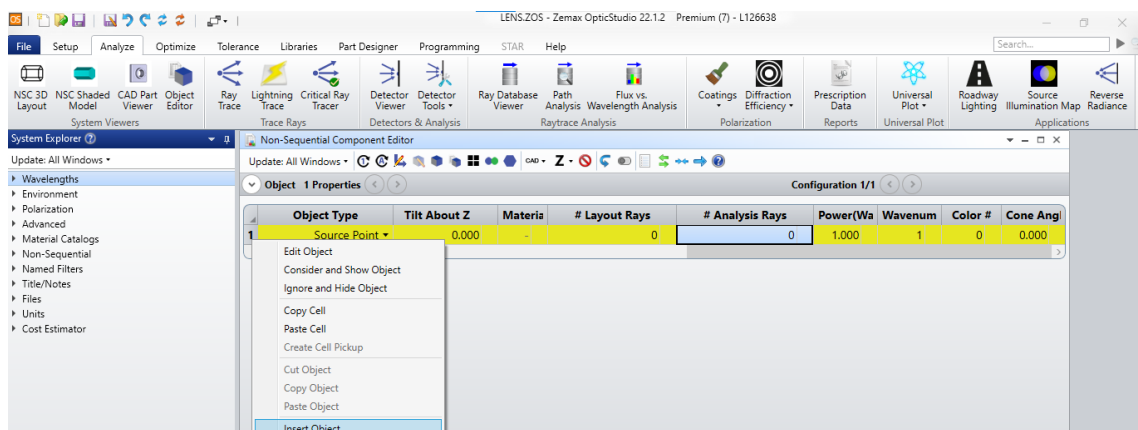 OS
LENS.ZOS - Zemax OpticStudio 22.1.2 Premium (7) - L126638
File Setup Analyze Optimize Tolerance Libraries Part Designer Programming STAR Help Search...
NSC 3D Layout
NSC Shaded Model
CAD Part Viewer
Object Editor
Ray Trace
Lightning Trace
Critical Ray Tracer
Detector Viewer
Detector Tools
Ray Database Viewer
Path Analysis
Flux vs. Wavelength Analysis
Coatings
Diffraction Efficiency
Prescription Data
Universal Plot
Roadway Lighting
Source Illumination Map
Reverse Radiance
System Viewers Trace Rays Detectors & Analysis Raytrace Analysis Polarization Reports Universal Plot Applications
System Explorer ?
Update: All Windows
Wavelengths
Environment
Polarization
Advanced
Material Catalogs
Non-Sequential
Named Filters
Title/Notes
Files
Units
Cost Estimator
Non-Sequential Component Editor
Update: All Windows CAD Z
Object 1 Properties Configuration 1/1
Object Type Tilt About Z Materia # Layout Rays # Analysis Rays Power(Wa Wavenum Color # Cone Angl
1 Source Point 0.000 - 0 0 1.000 1 0 0.000
Edit Object
Consider and Show Object
Ignore and Hide Object
Copy Cell
Paste Cell
Create Cell Pickup
Cut Object
Copy Object
Paste Object
Insert Object